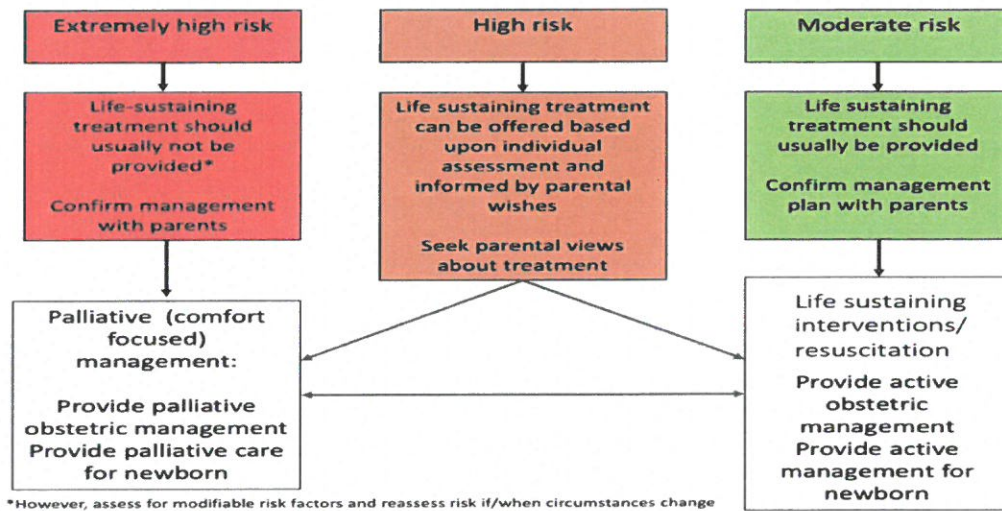 Extremely high risk
High risk
Moderate risk
Life-sustaining
treatment should
usually not be
provided*
Confirm management
with parents
Life sustaining treatment
can be offered based
upon individual
assessment and
informed by parental
wishes
Seek parental views
about treatment
Life sustaining
treatment should
usually be provided
Confirm management
plan with parents
Palliative (comfort
focused)
management:
Provide palliative
obstetric management
Provide palliative care
for newborn
Life sustaining
interventions/
resuscitation
Provide active
obstetric
management
Provide active
management for
newborn
*However, assess for modifiable risk factors and reassess risk if/when circumstances change